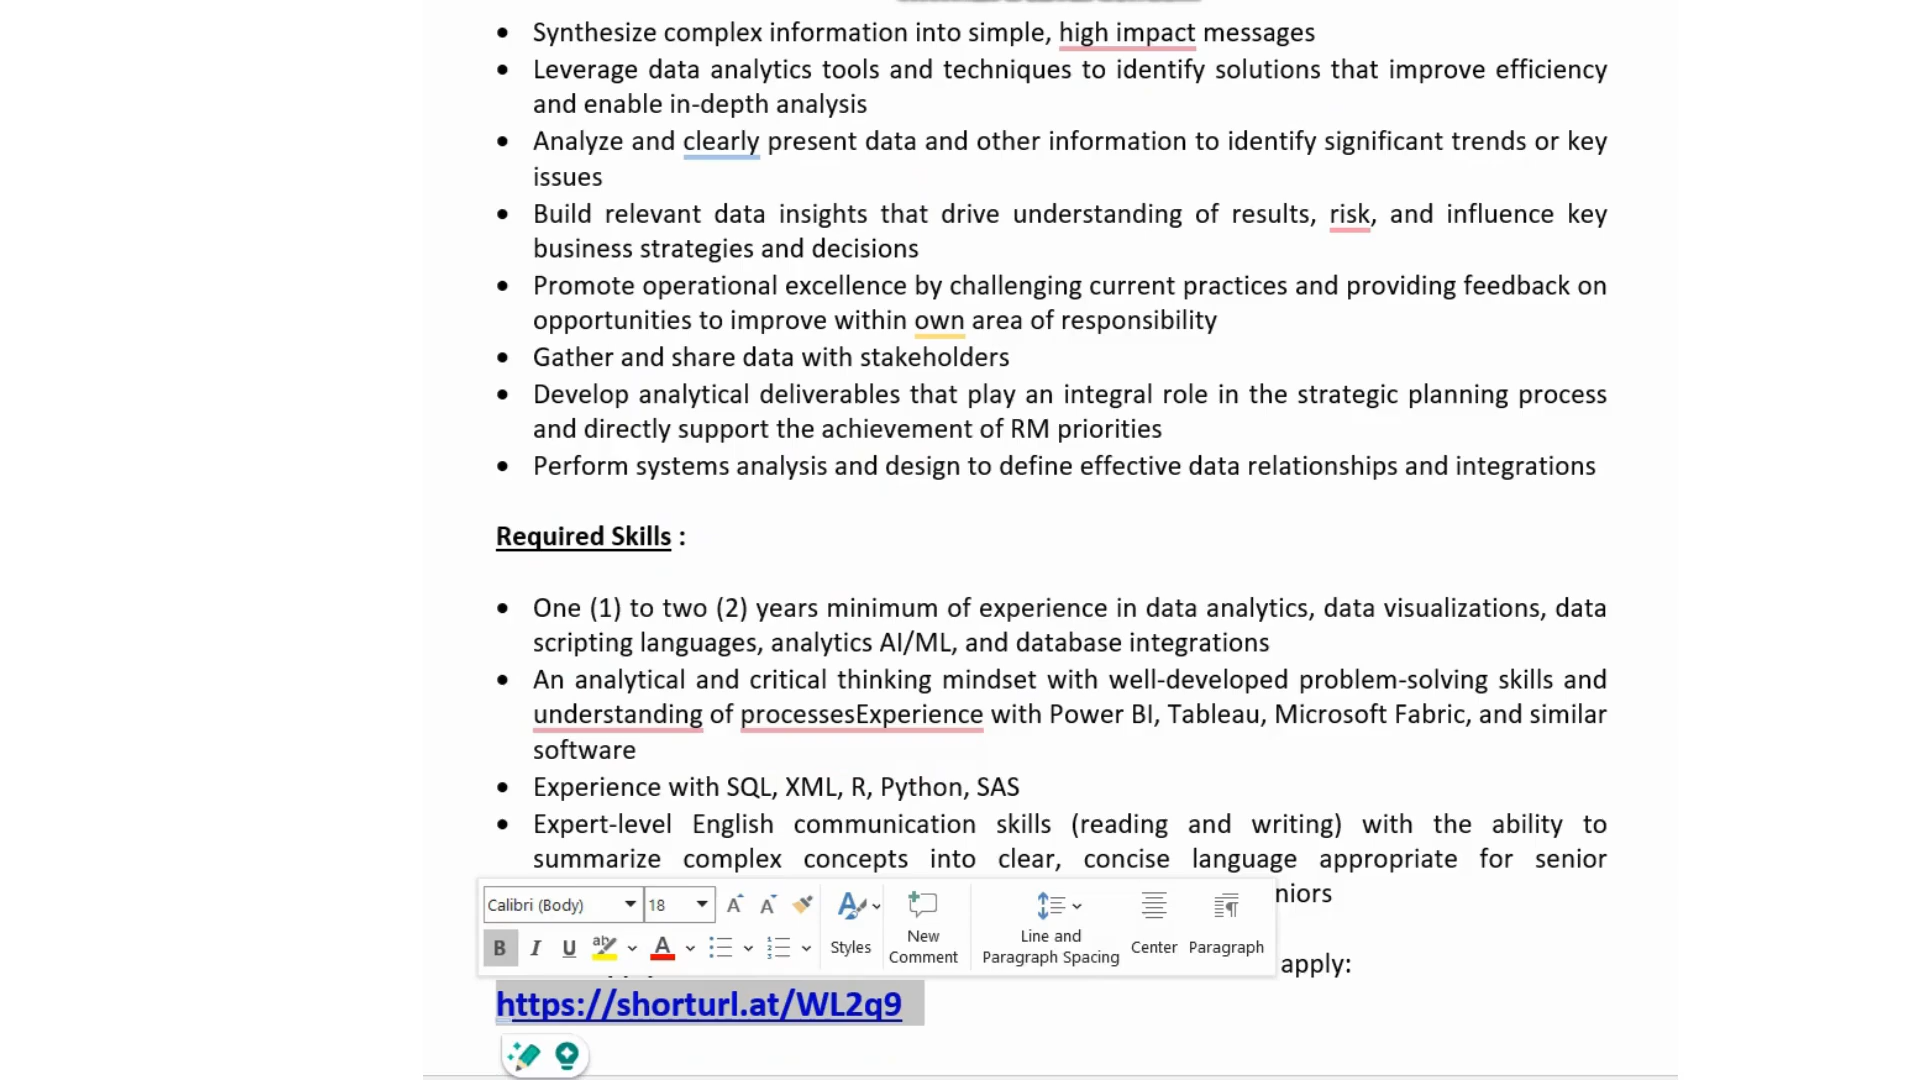 • Synthesize complex information into simple, high impact messages
• Leverage data analytics tools and techniques to identify solutions that improve efficiency
and enable in-depth analysis
• Analyze and clearly present data and other information to identify significant trends or key
issues
• Build relevant data insights that drive understanding of results, risk, and influence key
business strategies and decisions
• Promote operational excellence by challenging current practices and providing feedback on
opportunities to improve within own area of responsibility
• Gather and share data with stakeholders
• Develop analytical deliverables that play an integral role in the strategic planning process
and directly support the achievement of RM priorities
• Perform systems analysis and design to define effective data relationships and integrations
Required Skills :
• One (1) to two (2) years minimum of experience in data analytics, data visualizations, data
scripting languages, analytics AI/ML, and database integrations
• An analytical and critical thinking mindset with well-developed problem-solving skills and
understanding of processesExperience with Power BI, Tableau, Microsoft Fabric, and similar
software
• Experience with SQL, XML, R, Python, SAS
• Expert-level English communication skills (reading and writing) with the ability to
summarize complex concepts into clear, concise language appropriate for senior
niors
Calibri (Body) 18
B I U Styles New Comment Line and Paragraph Spacing Center Paragraph
apply:
https://shorturl.at/WL2q9